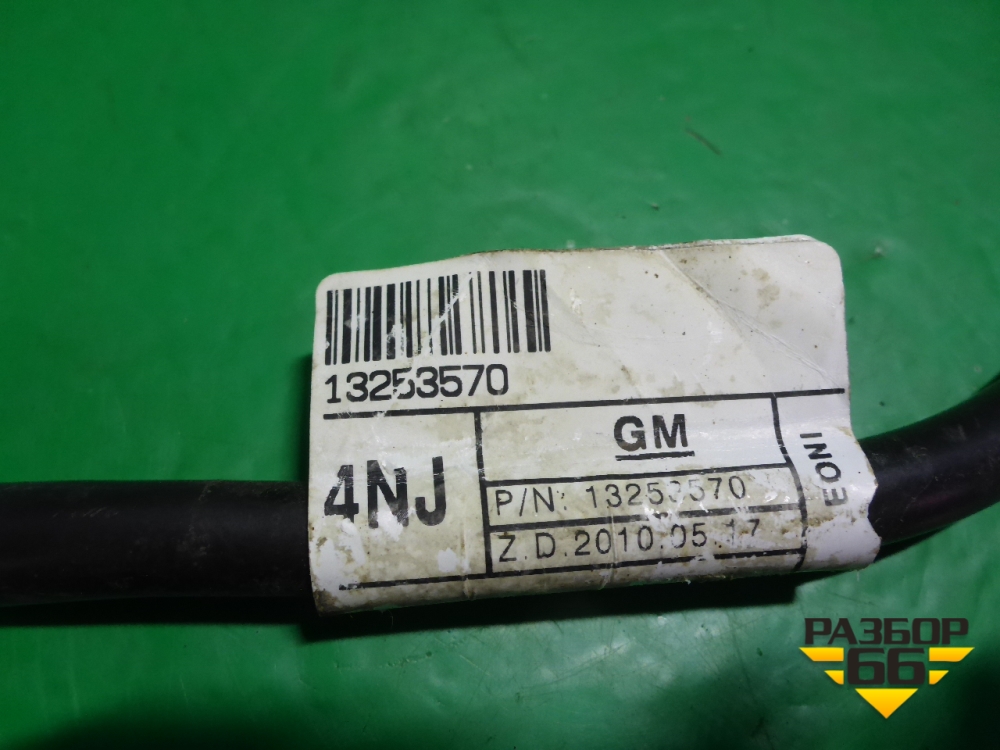 13253570
4NJ
GM
P/N: 13253570
Z.D.2010.05.17
EONI
РАЗБОР
66